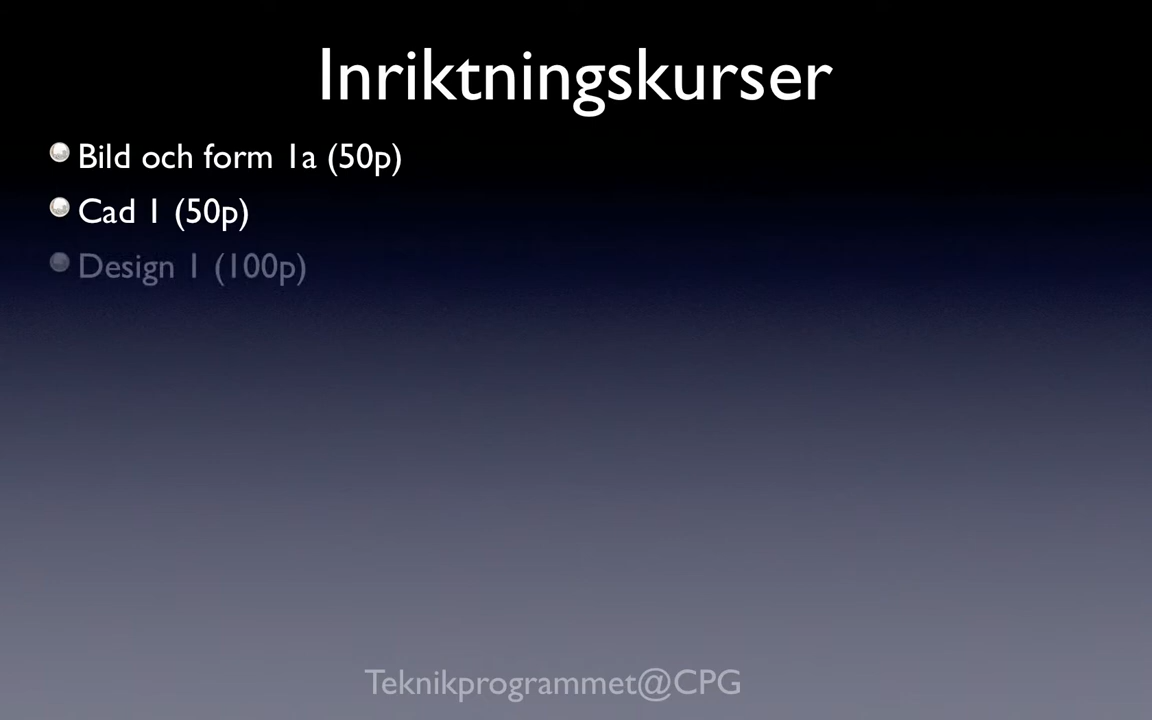 Inriktningskurser
Bild och form 1a (50p)
Cad 1 (50p)
Design 1 (100p)
Teknikprogrammet@CPG